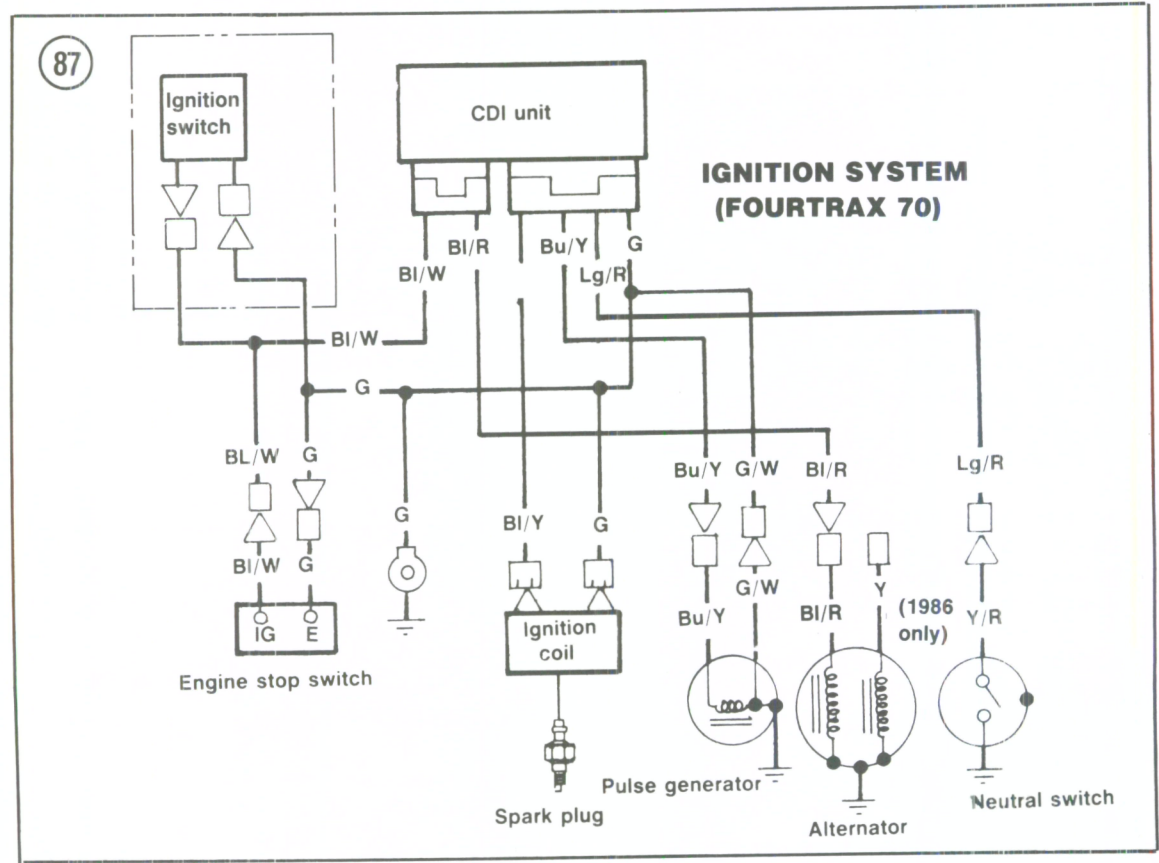 87
Ignition
switch
CDI unit
IGNITION SYSTEM
(FOURTRAX 70)
Bl/W
Bl/R
Bu/Y
Lg/R
G
Bl/W
G
BL/W
G
G
Bl/Y
G
Bu/Y
G/W
Bl/R
Lg/R
Bl/W
G
Bu/Y
G/W
Bl/R
Y
(1986
only)
Y/R
IG
E
Engine stop switch
Ignition
coil
Spark plug
Pulse generator
Alternator
Neutral switch